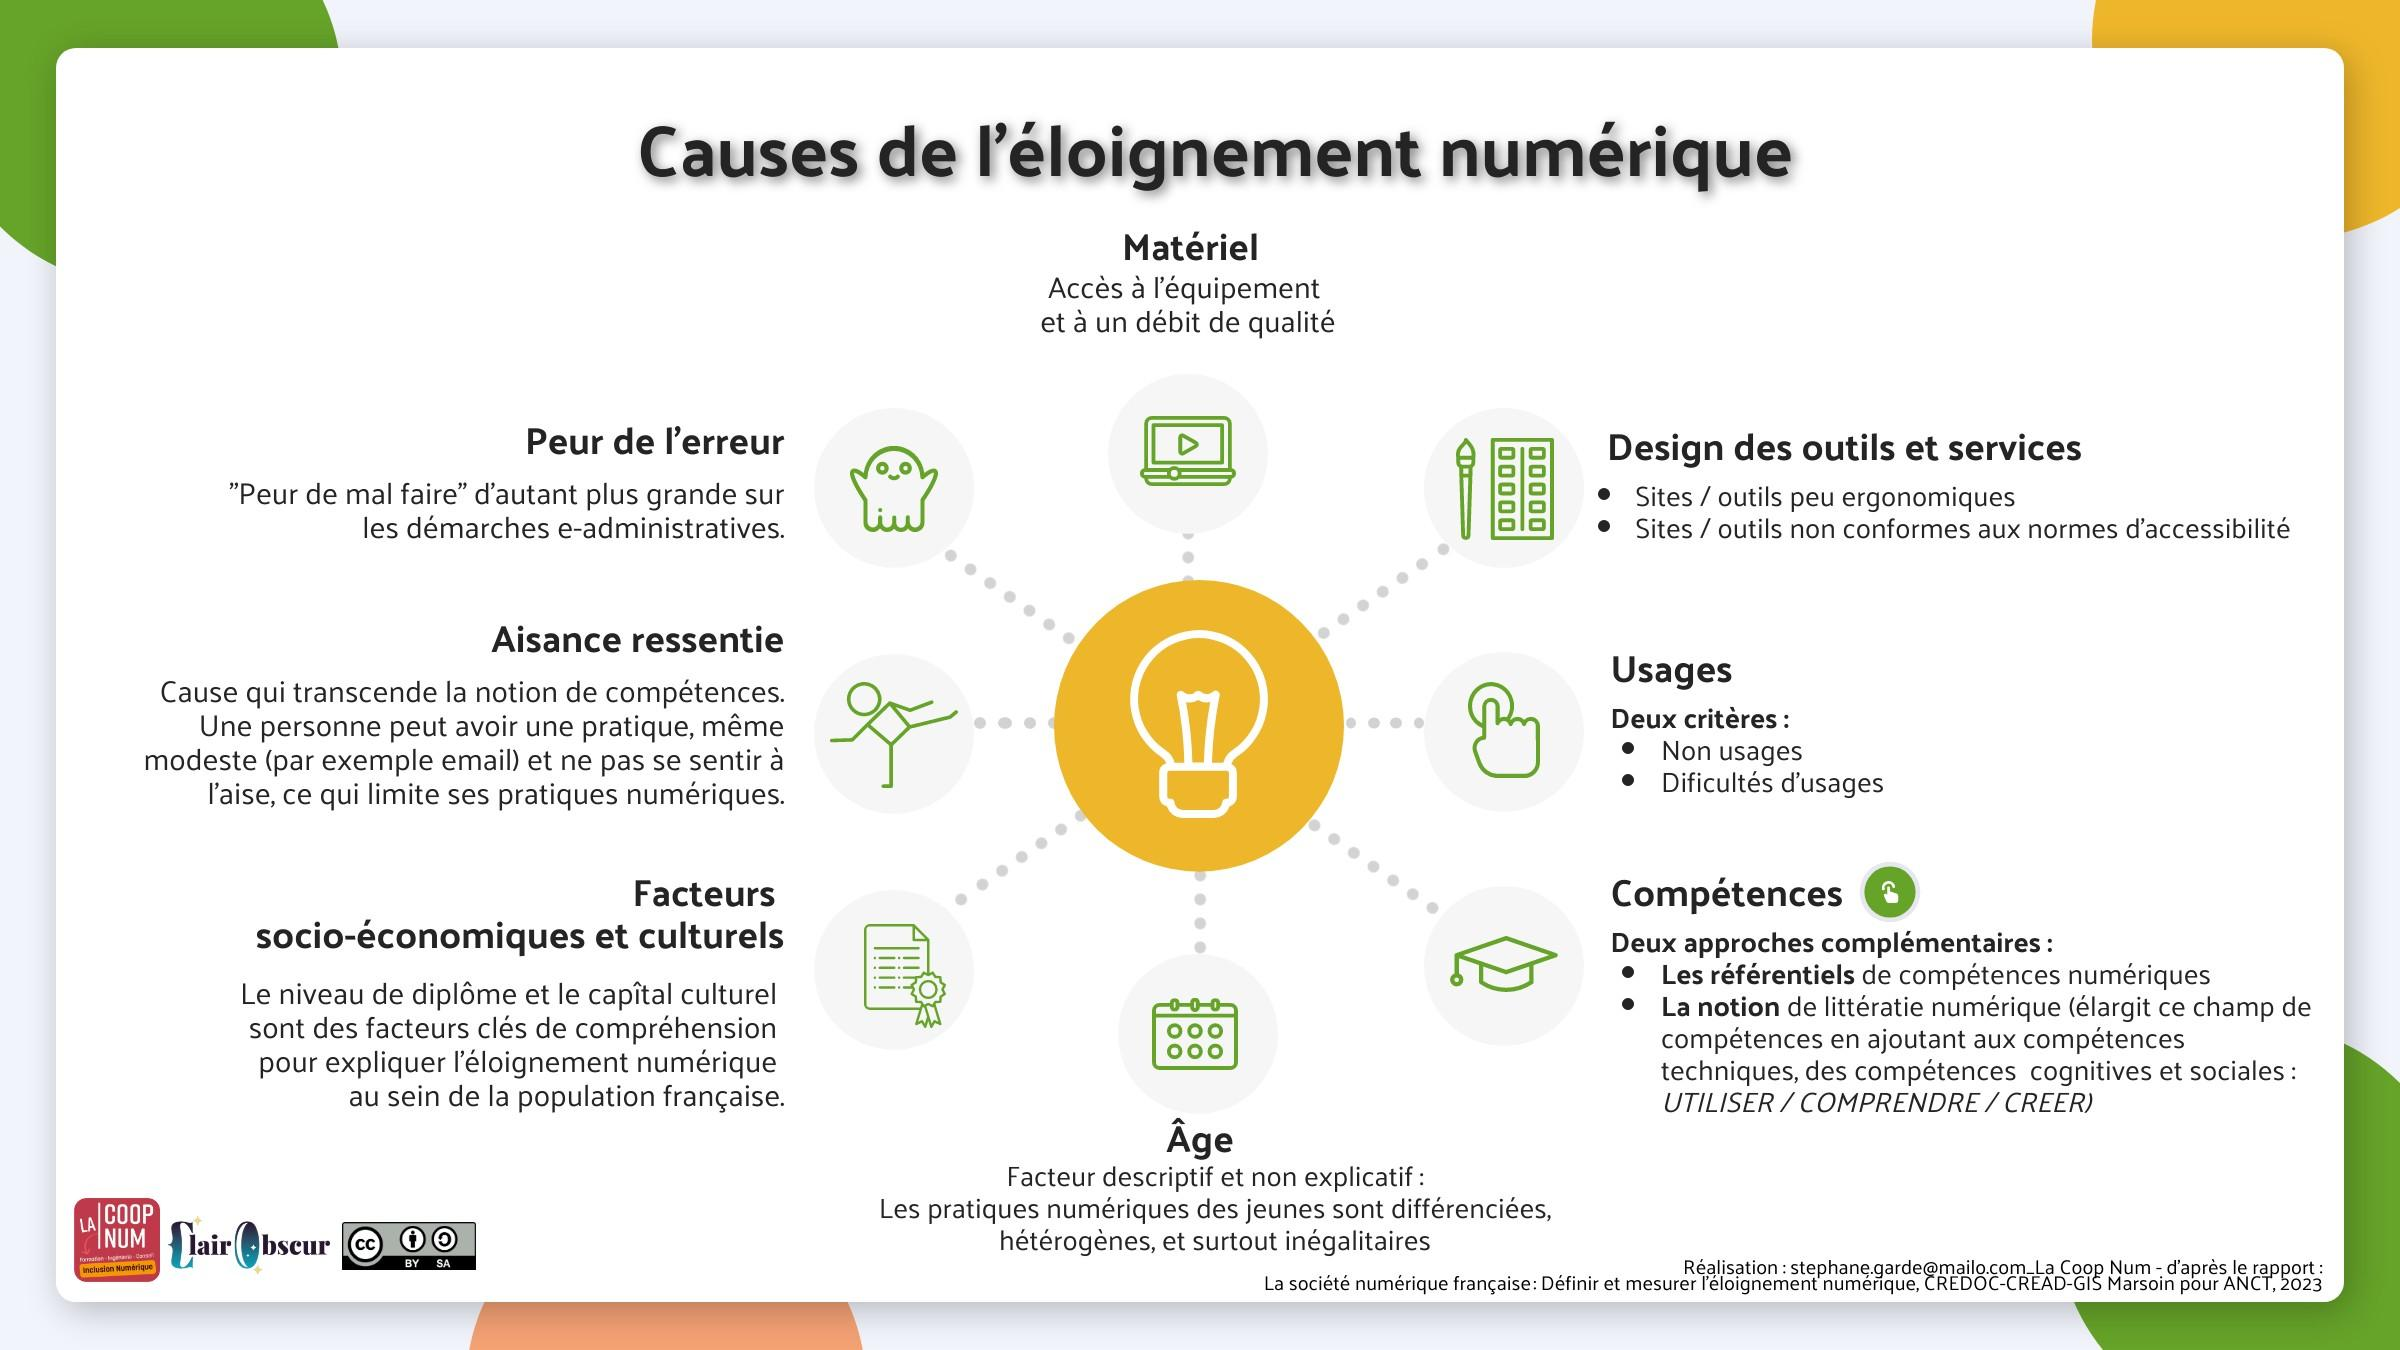 Causes de l’éloignement numérique
Matériel
Accès à l’équipement
et à un débit de qualité
Peur de l’erreur
”Peur de mal faire” d’autant plus grande sur
les démarches e-administratives.
Design des outils et services
Sites / outils peu ergonomiques
Sites / outils non conformes aux normes d’accessibilité
Aisance ressentie
Cause qui transcende la notion de compétences.
Une personne peut avoir une pratique, même
modeste (par exemple email) et ne pas se sentir à
l’aise, ce qui limite ses pratiques numériques.
Usages
Deux critères :
Non usages
Dificultés d’usages
Facteurs
socio-économiques et culturels
Le niveau de diplôme et le capîtal culturel
sont des facteurs clés de compréhension
pour expliquer l’éloignement numérique
au sein de la population française.
Compétences
Deux approches complémentaires :
Les référentiels de compétences numériques
La notion de littératie numérique (élargit ce champ de
compétences en ajoutant aux compétences
techniques, des compétences  cognitives et sociales :
UTILISER / COMPRENDRE / CREER)
Âge
Facteur descriptif et non explicatif :
Les pratiques numériques des jeunes sont différenciées,
hétérogènes, et surtout inégalitaires
LA COOP
NUM
Formation - Ingénierie - Conseil
Inclusion Numérique
Clair Obscur
cc
BY SA
Réalisation : stephane.garde@mailo.com_La Coop Num - d’après le rapport :
La société numérique française: Définir et mesurer l’éloignement numérique, CREDOC-CREAD-GIS Marsoin pour ANCT, 2023